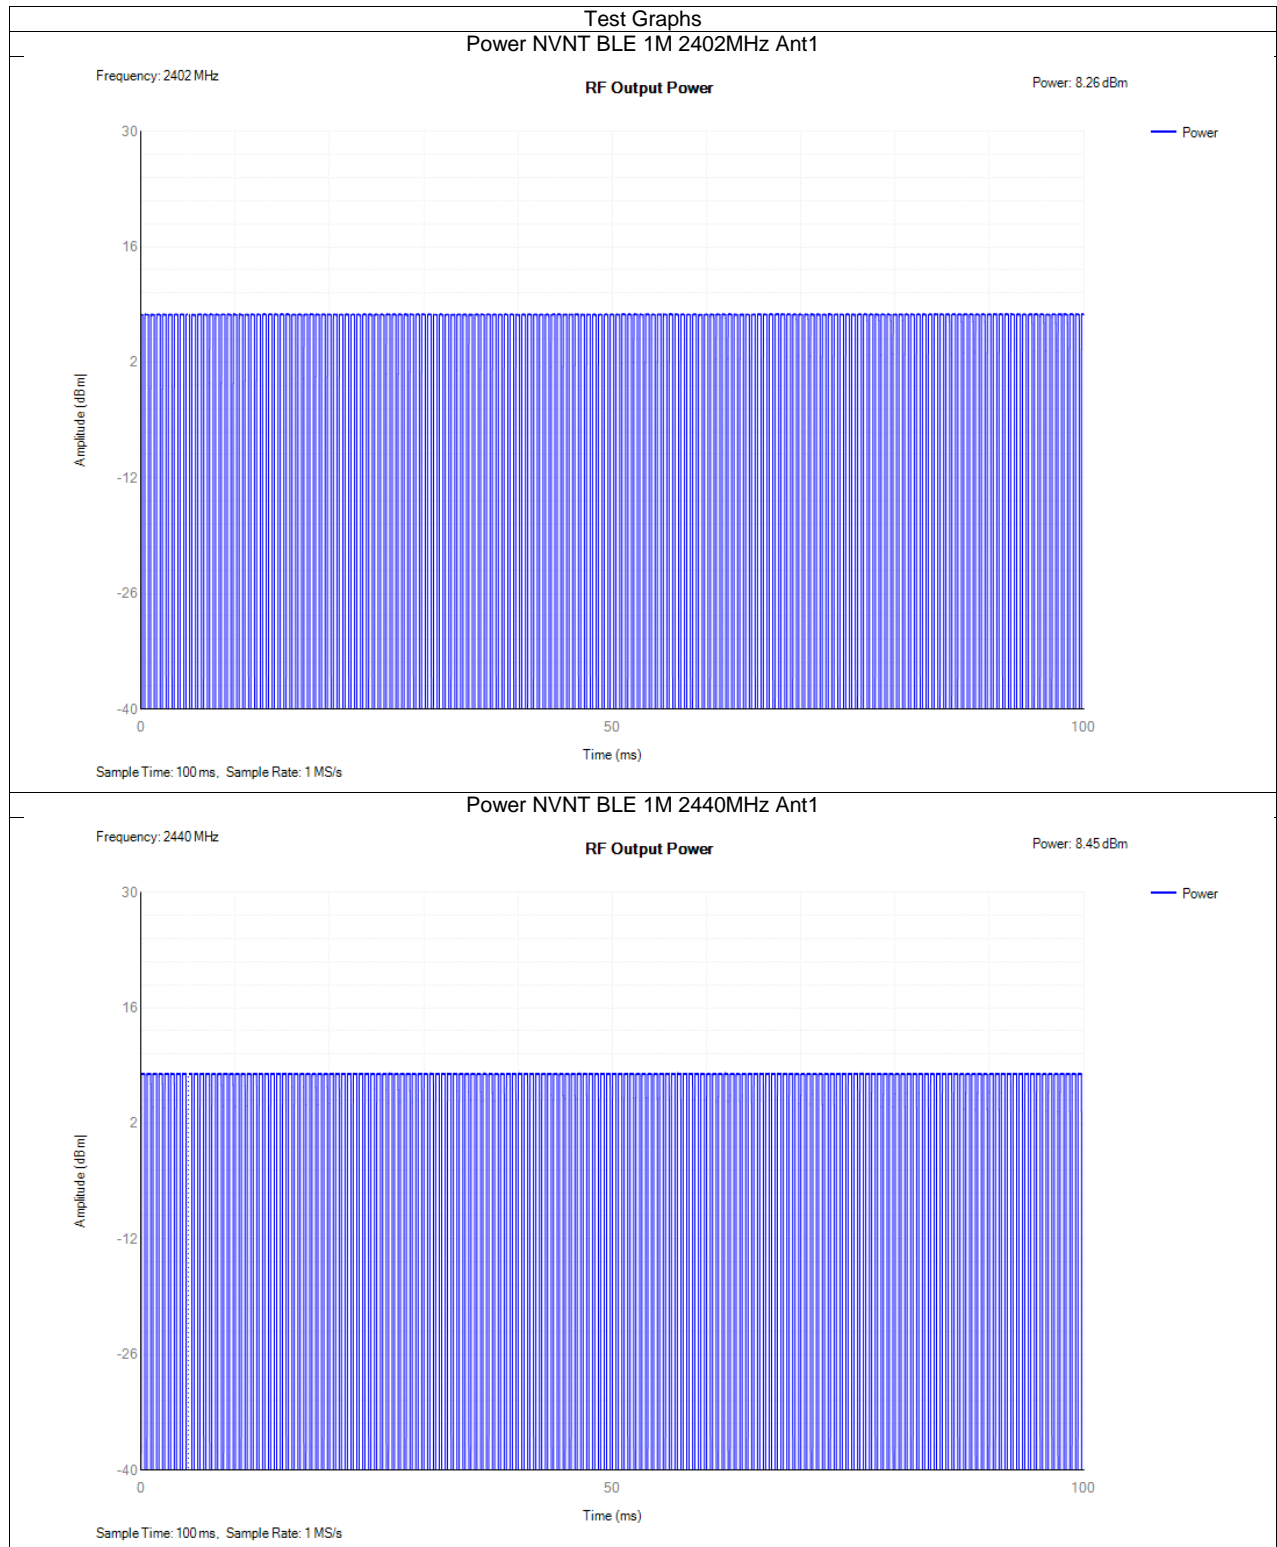 Test Graphs
Power NVNT BLE 1M 2402MHz Ant1
Frequency: 2402 MHz
RF Output Power
Power: 8.26 dBm
Power
30
16
2
-12
-26
-40
Amplitude (dBm|
0
50
100
Time (ms)
Sample Time: 100 ms, Sample Rate: 1 MS/s
Power NVNT BLE 1M 2440MHz Ant1
Frequency: 2440 MHz
RF Output Power
Power: 8.45 dBm
Power
30
16
2
-12
-26
-40
Amplitude (dBm|
0
50
100
Time (ms)
Sample Time: 100 ms, Sample Rate: 1 MS/s